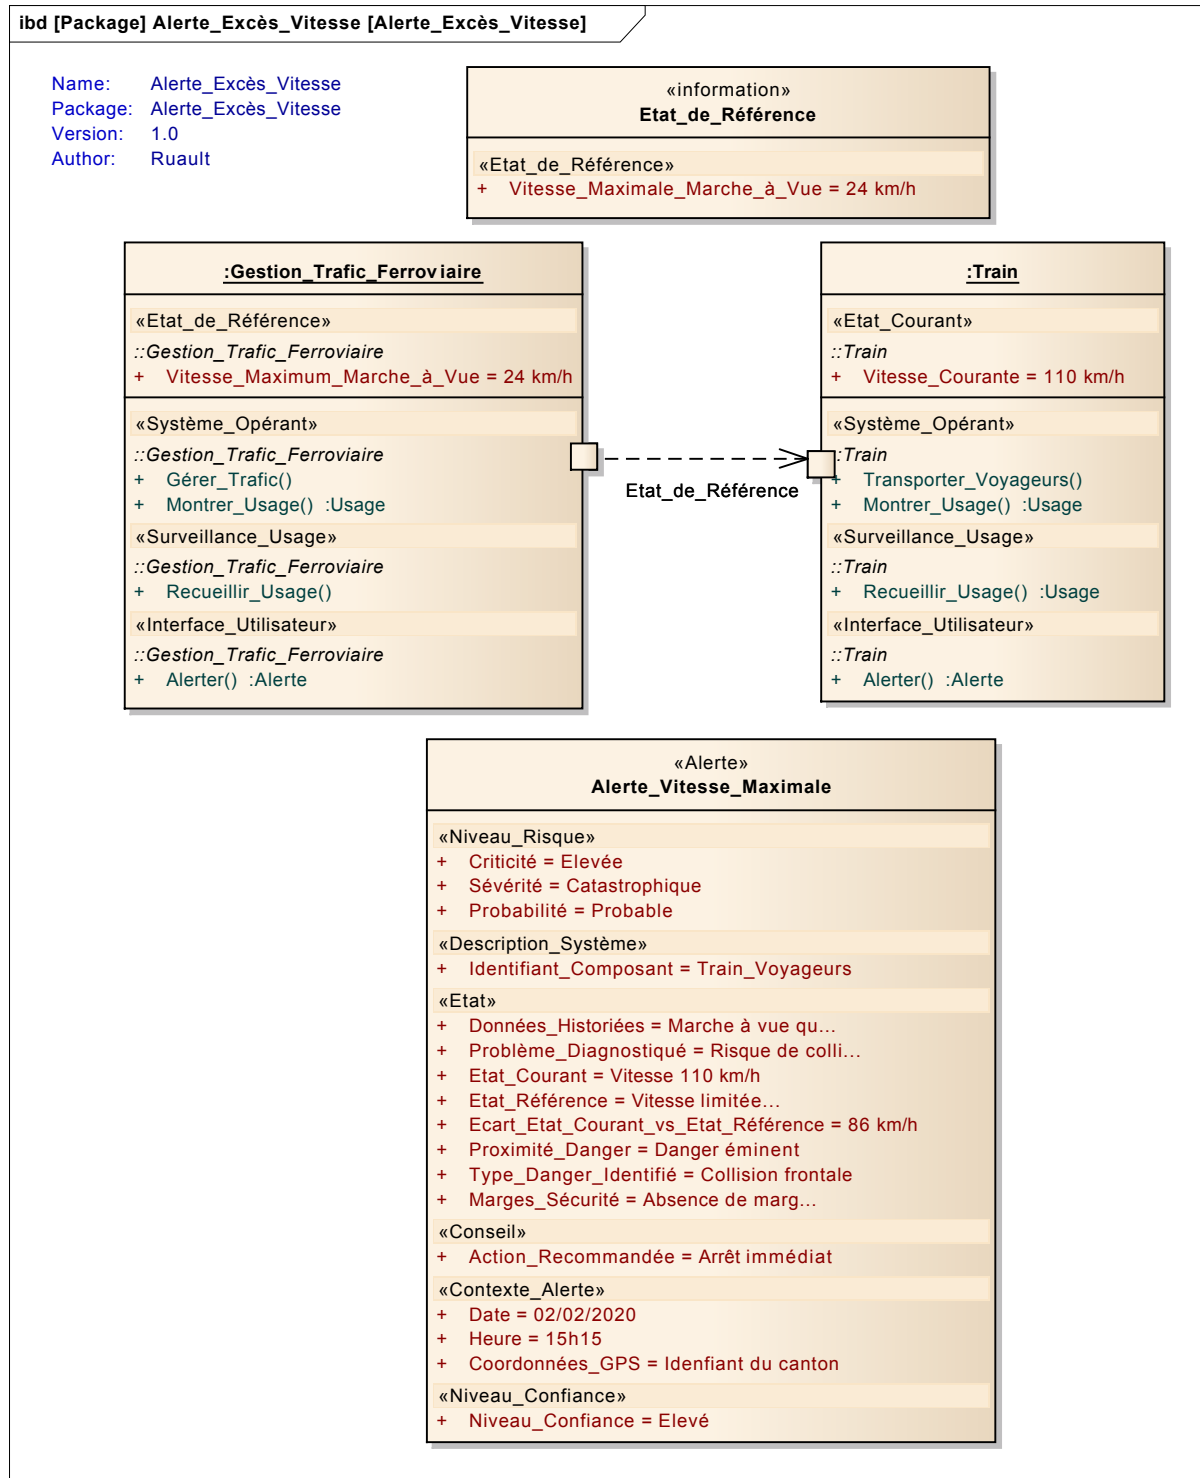 ibd [Package] Alerte_Excès_Vitesse [Alerte_Excès_Vitesse]
Name: Alerte_Excès_Vitesse
Package: Alerte_Excès_Vitesse
Version: 1.0
Author: Ruault
«information»
Etat_de_Référence
«Etat_de_Référence»
+ Vitesse_Maximale_Marche_à_Vue = 24 km/h
:Gestion_Trafic_Ferroviaire
«Etat_de_Référence»
::Gestion_Trafic_Ferroviaire
+ Vitesse_Maximum_Marche_à_Vue = 24 km/h
«Système_Opérant»
::Gestion_Trafic_Ferroviaire
+ Gérer_Trafic()
+ Montrer_Usage() :Usage
«Surveillance_Usage»
::Gestion_Trafic_Ferroviaire
+ Recueillir_Usage()
«Interface_Utilisateur»
::Gestion_Trafic_Ferroviaire
+ Alerter() :Alerte
Etat_de_Référence
:Train
«Etat_Courant»
::Train
+ Vitesse_Courante = 110 km/h
«Système_Opérant»
::Train
+ Transporter_Voyageurs()
+ Montrer_Usage() :Usage
«Surveillance_Usage»
::Train
+ Recueillir_Usage() :Usage
«Interface_Utilisateur»
::Train
+ Alerter() :Alerte
«Alerte»
Alerte_Vitesse_Maximale
«Niveau_Risque»
+ Criticité = Elevée
+ Sévérité = Catastrophique
+ Probabilité = Probable
«Description_Système»
+ Identifiant_Composant = Train_Voyageurs
«Etat»
+ Données_Historiées = Marche à vue qu...
+ Problème_Diagnostiqué = Risque de colli...
+ Etat_Courant = Vitesse 110 km/h
+ Etat_Référence = Vitesse limitée...
+ Ecart_Etat_Courant_vs_Etat_Référence = 86 km/h
+ Proximité_Danger = Danger éminent
+ Type_Danger_Identifié = Collision frontale
+ Marges_Sécurité = Absence de marg...
«Conseil»
+ Action_Recommandée = Arrêt immédiat
«Contexte_Alerte»
+ Date = 02/02/2020
+ Heure = 15h15
+ Coordonnées_GPS = Idenfiant du canton
«Niveau_Confiance»
+ Niveau_Confiance = Elevé